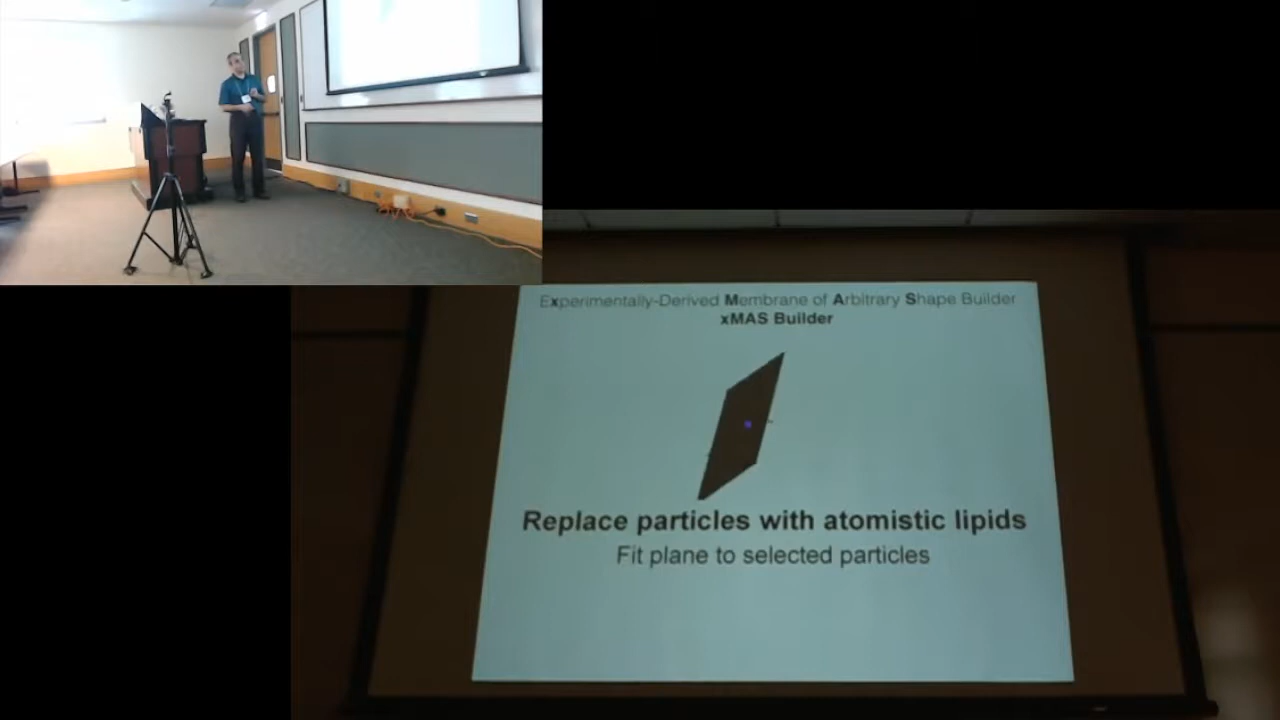 Experimentally-Derived Membrane of Arbitrary Shape Builder
xMAS Builder
Replace particles with atomistic lipids
Fit plane to selected particles